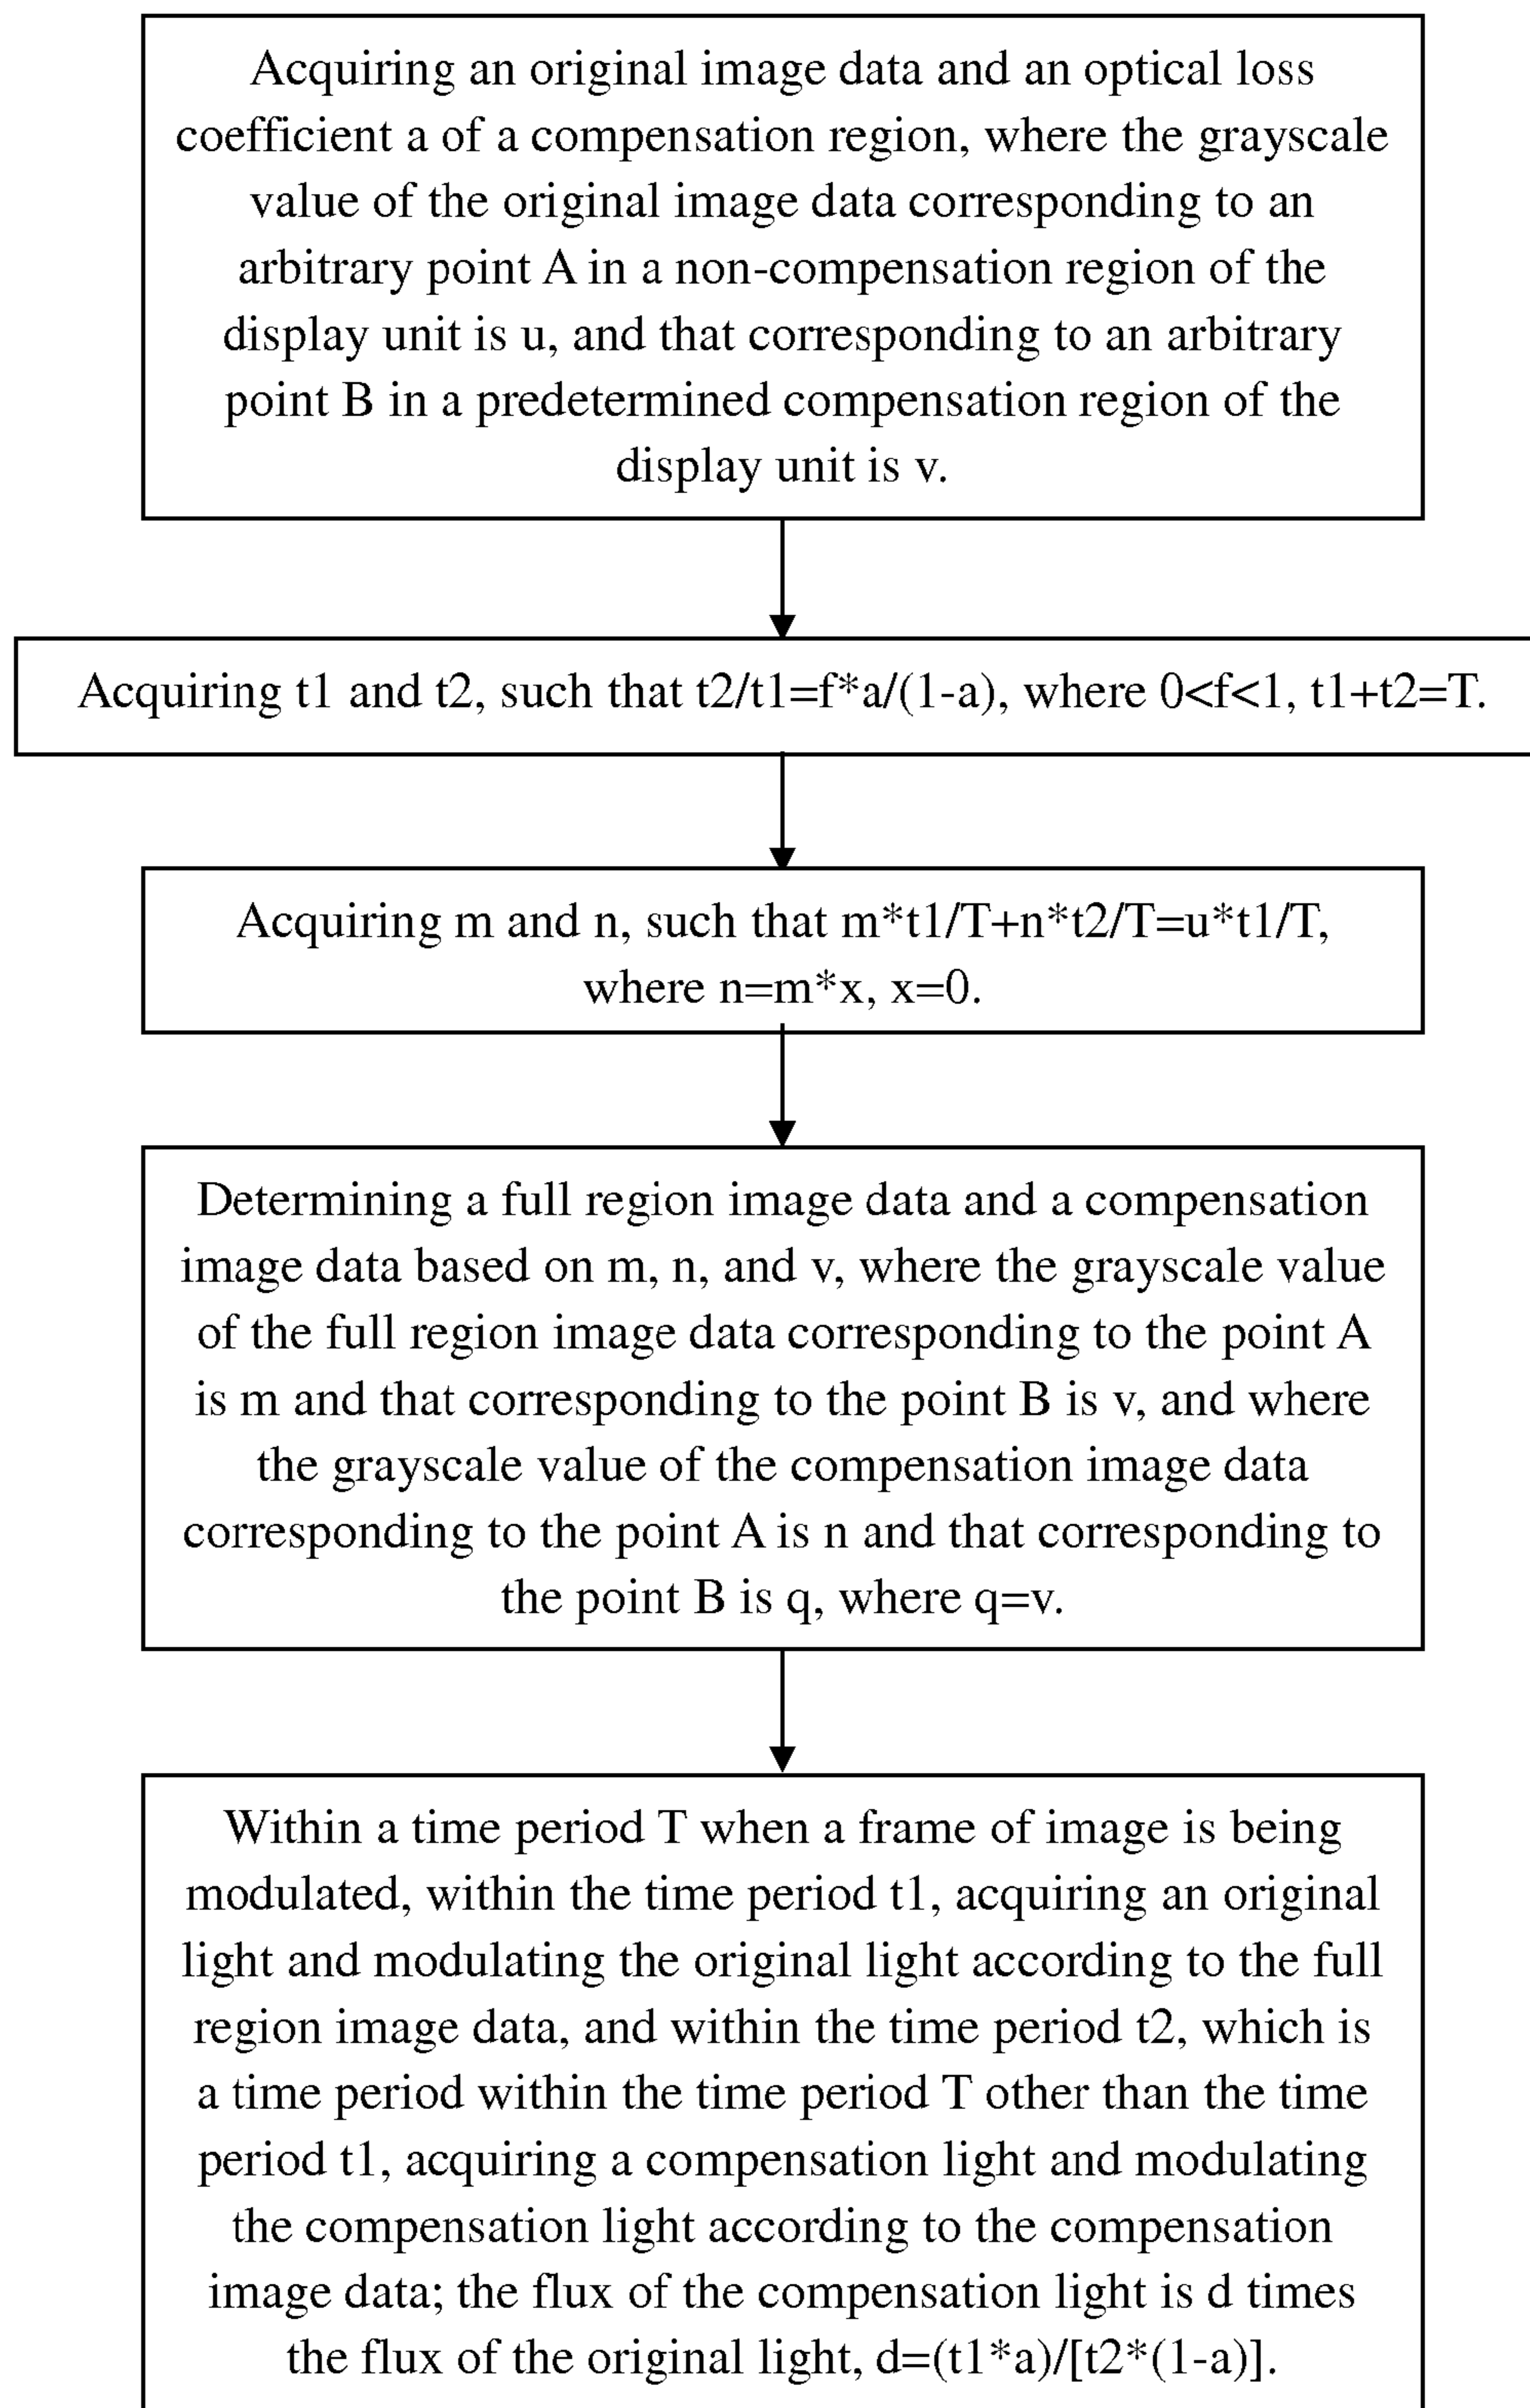 Acquiring an original image data and an optical loss
coefficient a of a compensation region, where the grayscale
value of the original image data corresponding to an
arbitrary point A in a non-compensation region of the
display unit is u, and that corresponding to an arbitrary
point B in a predetermined compensation region of the
display unit is v.
Acquiring t1 and t2, such that t2/t1=f*a/(1-a), where 0<f<1, t1+t2=T.
Acquiring m and n, such that m*t1/T+n*t2/T=u*t1/T,
where n=m*x, x=0.
Determining a full region image data and a compensation
image data based on m, n, and v, where the grayscale value
of the full region image data corresponding to the point A
is m and that corresponding to the point B is v, and where
the grayscale value of the compensation image data
corresponding to the point A is n and that corresponding to
the point B is q, where q=v.
Within a time period T when a frame of image is being
modulated, within the time period t1, acquiring an original
light and modulating the original light according to the full
region image data, and within the time period t2, which is
a time period within the time period T other than the time
period t1, acquiring a compensation light and modulating
the compensation light according to the compensation
image data; the flux of the compensation light is d times
the flux of the original light, d=(t1*a)/[t2*(1-a)].